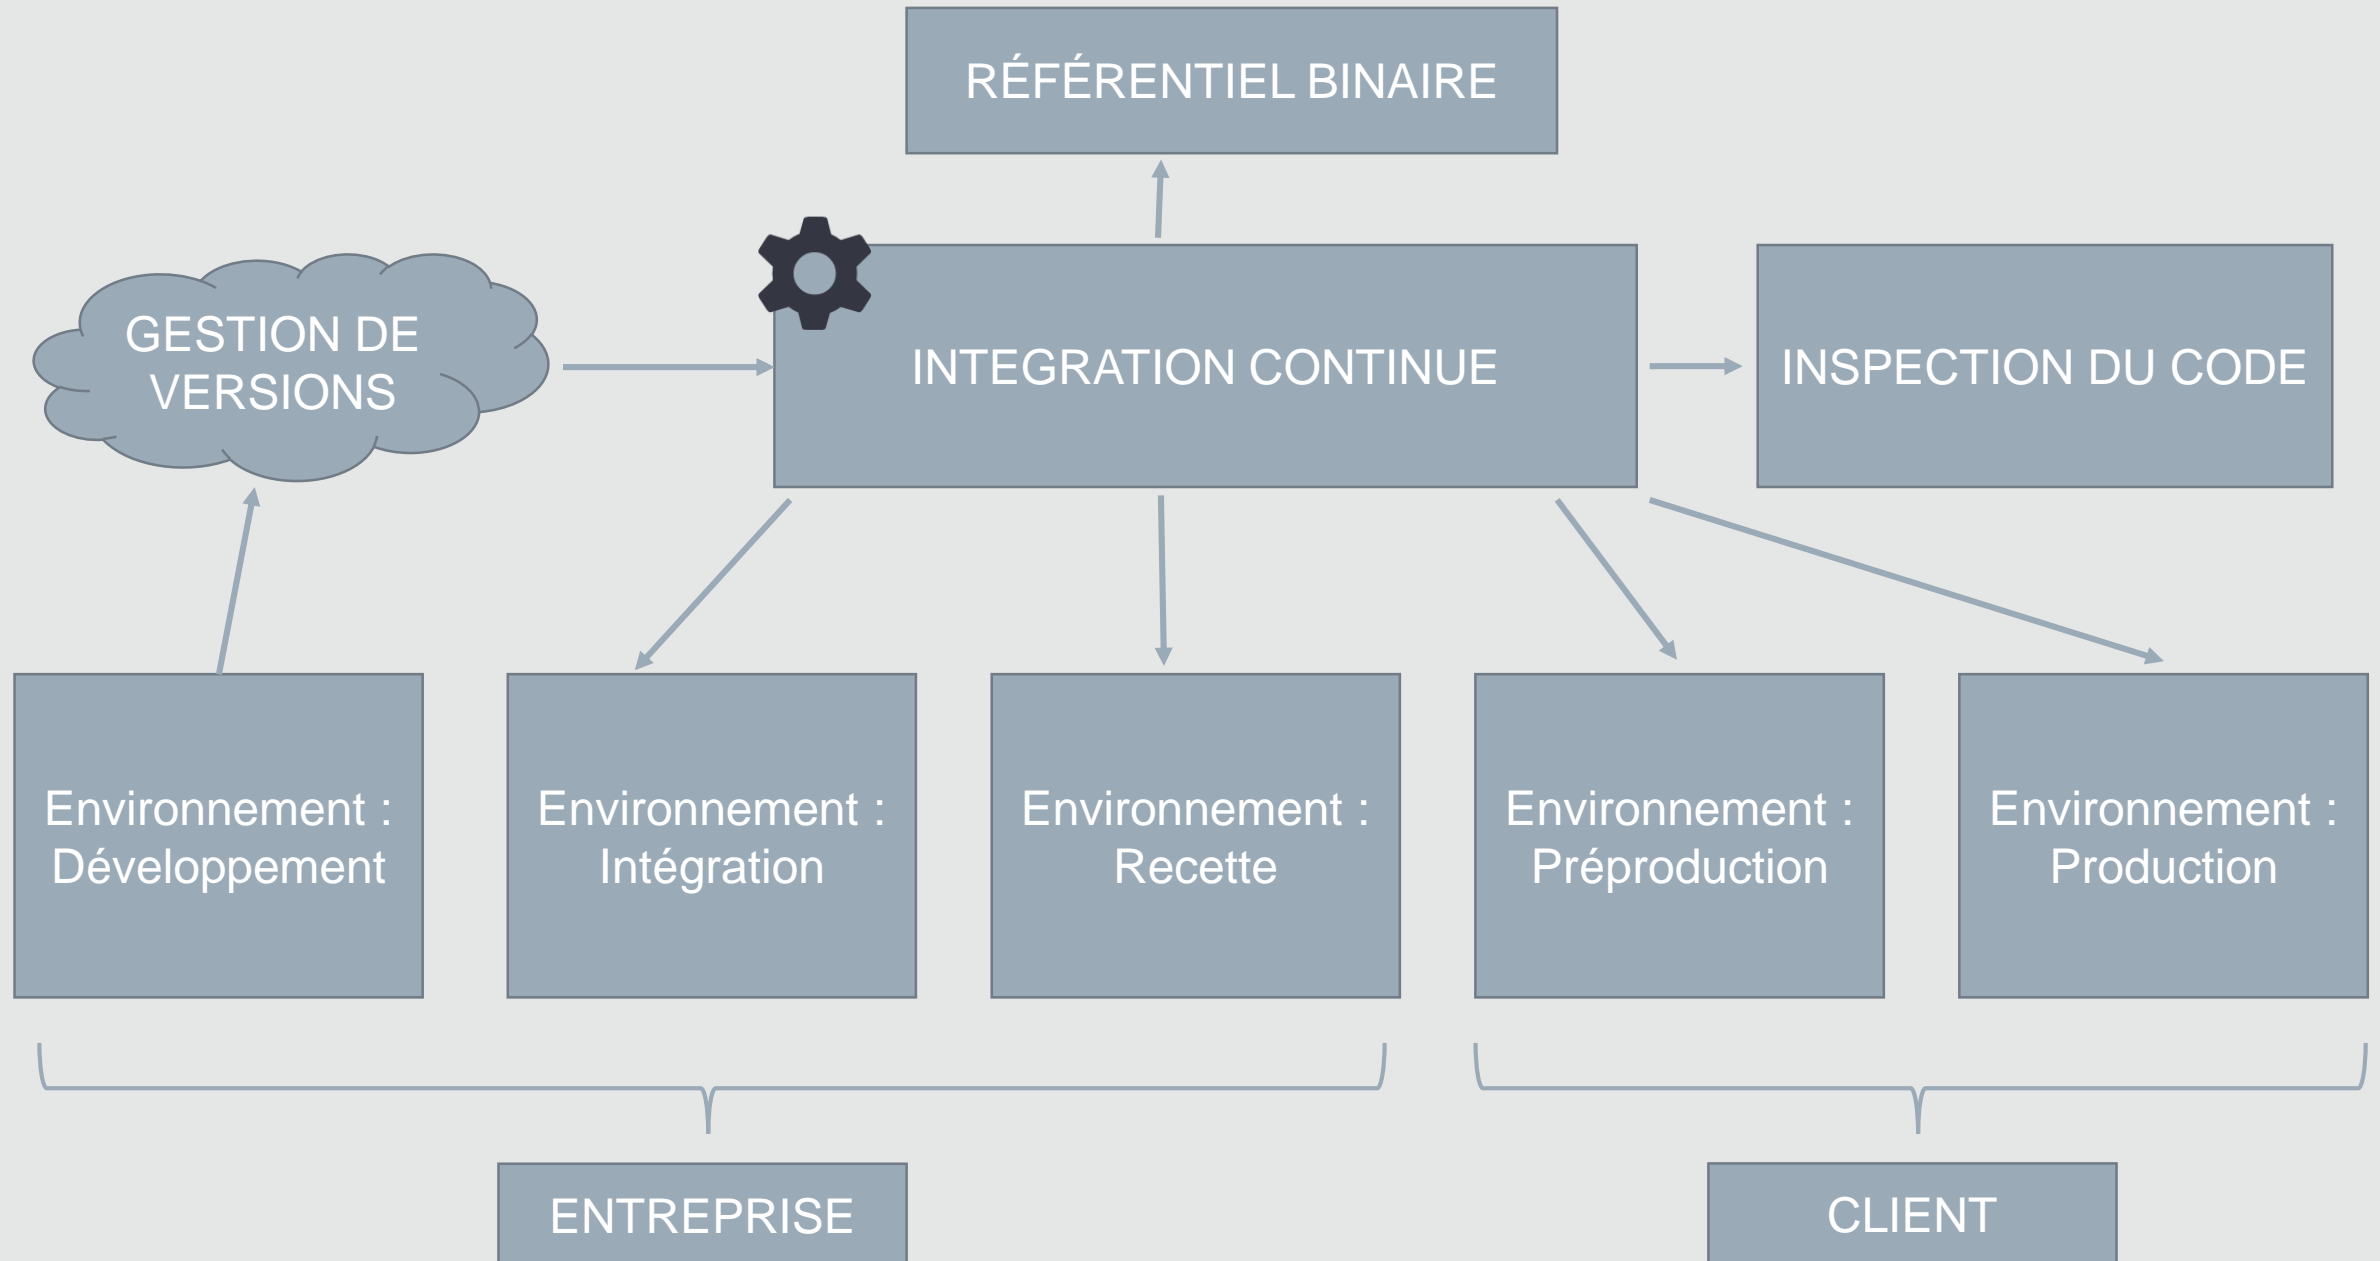 RÉFÉRENTIEL BINAIRE
GESTION DE
VERSIONS
INTEGRATION CONTINUE
INSPECTION DU CODE
Environnement :
Développement
Environnement :
Intégration
Environnement :
Recette
Environnement :
Préproduction
Environnement :
Production
ENTREPRISE
CLIENT